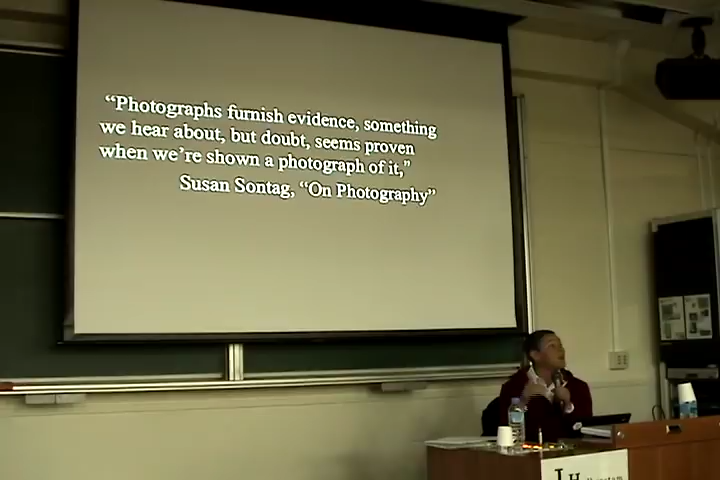 “Photographs furnish evidence, something
we hear about, but doubt, seems proven
when we’re shown a photograph of it,”
Susan Sontag, “On Photography”